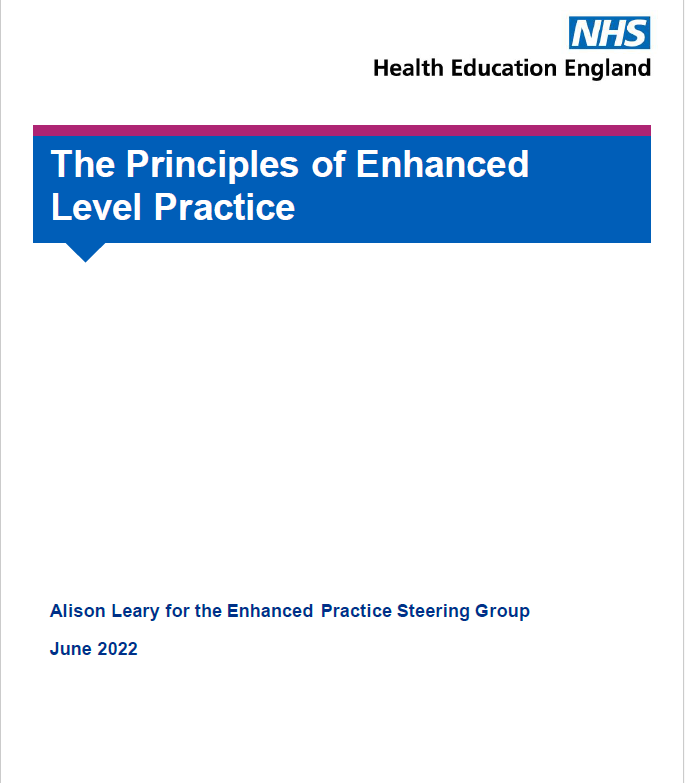 NHS
Health Education England
The Principles of Enhanced
Level Practice
Alison Leary for the Enhanced Practice Steering Group
June 2022